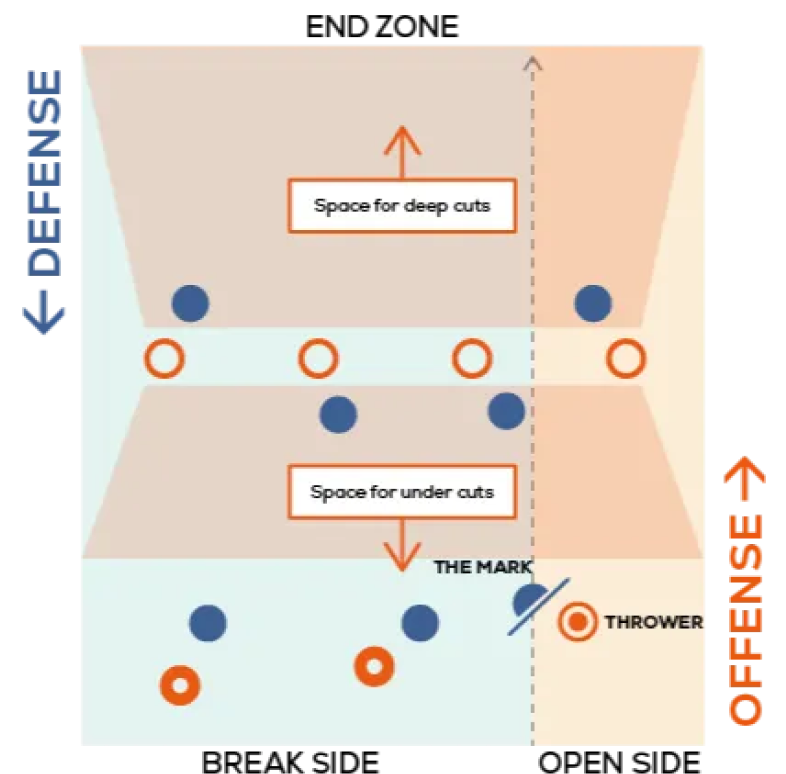 END ZONE
← DEFENSE
Space for deep cuts
Space for under cuts
THE MARK
THROWER
OFFENSE →
BREAK SIDE
OPEN SIDE